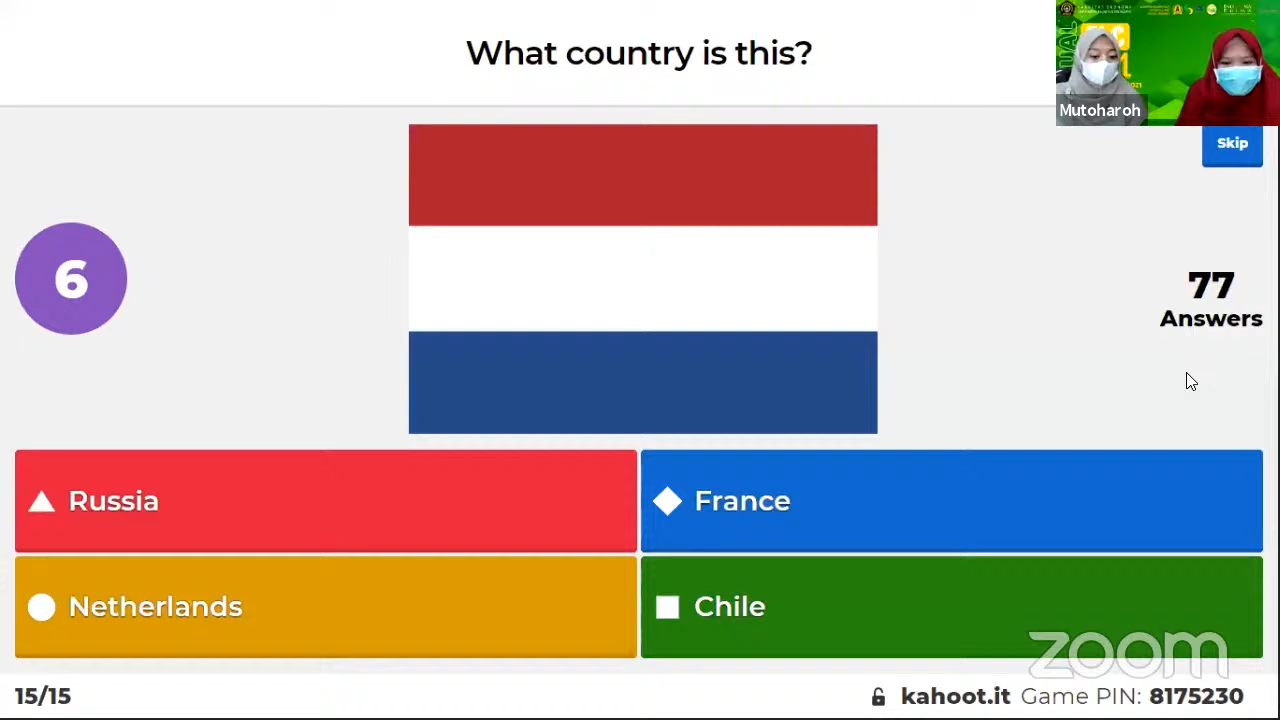 What country is this?
Mutoharoh
Skip
6
77
Answers
Russia
France
Netherlands
Chile
zoom
15/15
kahoot.it Game PIN: 8175230